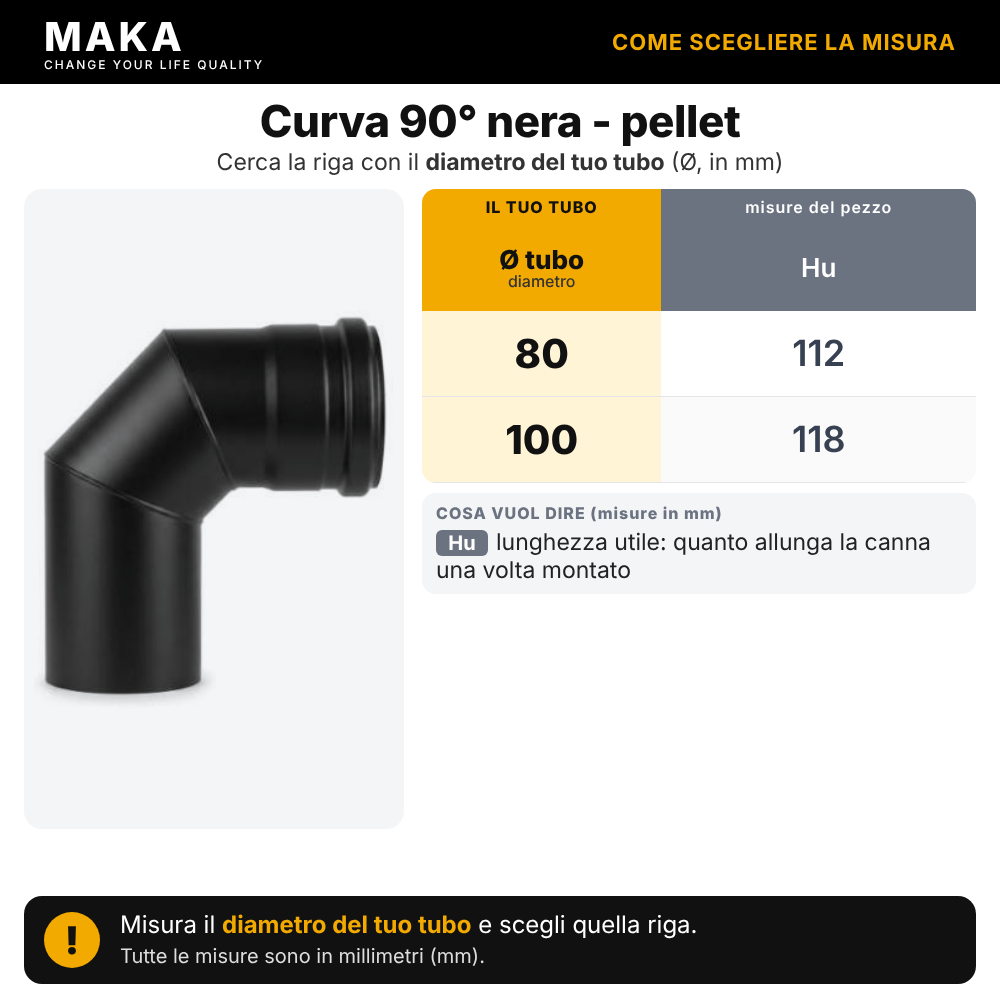 MAKA
CHANGE YOUR LIFE QUALITY
COME SCEGLIERE LA MISURA
Curva 90° nera - pellet
Cerca la riga con il diametro del tuo tubo (Ø, in mm)
IL TUO TUBO
misure del pezzo
Ø tubo
diametro
Hu
80
112
100
118
COSA VUOL DIRE (misure in mm)
Hu lunghezza utile: quanto allunga la canna
una volta montato
! Misura il diametro del tuo tubo e scegli quella riga.
Tutte le misure sono in millimetri (mm).